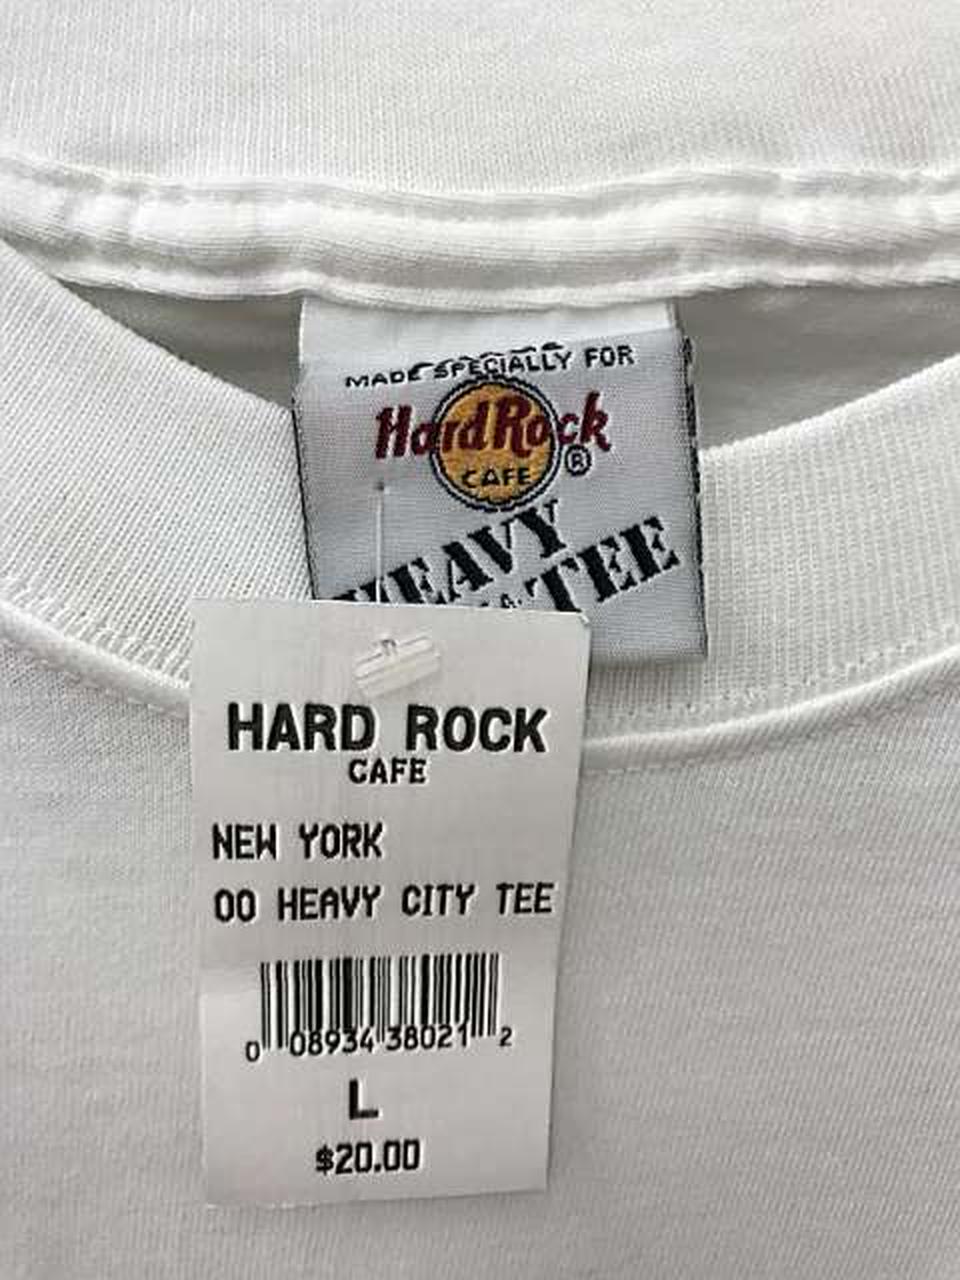 MADE SPECIALLY FOR
Hard Rock
CAFE
®
HEAVY
TEE
HARD ROCK
CAFE
NEW YORK
00 HEAVY CITY TEE
0 08934 38021 2
L
$20.00